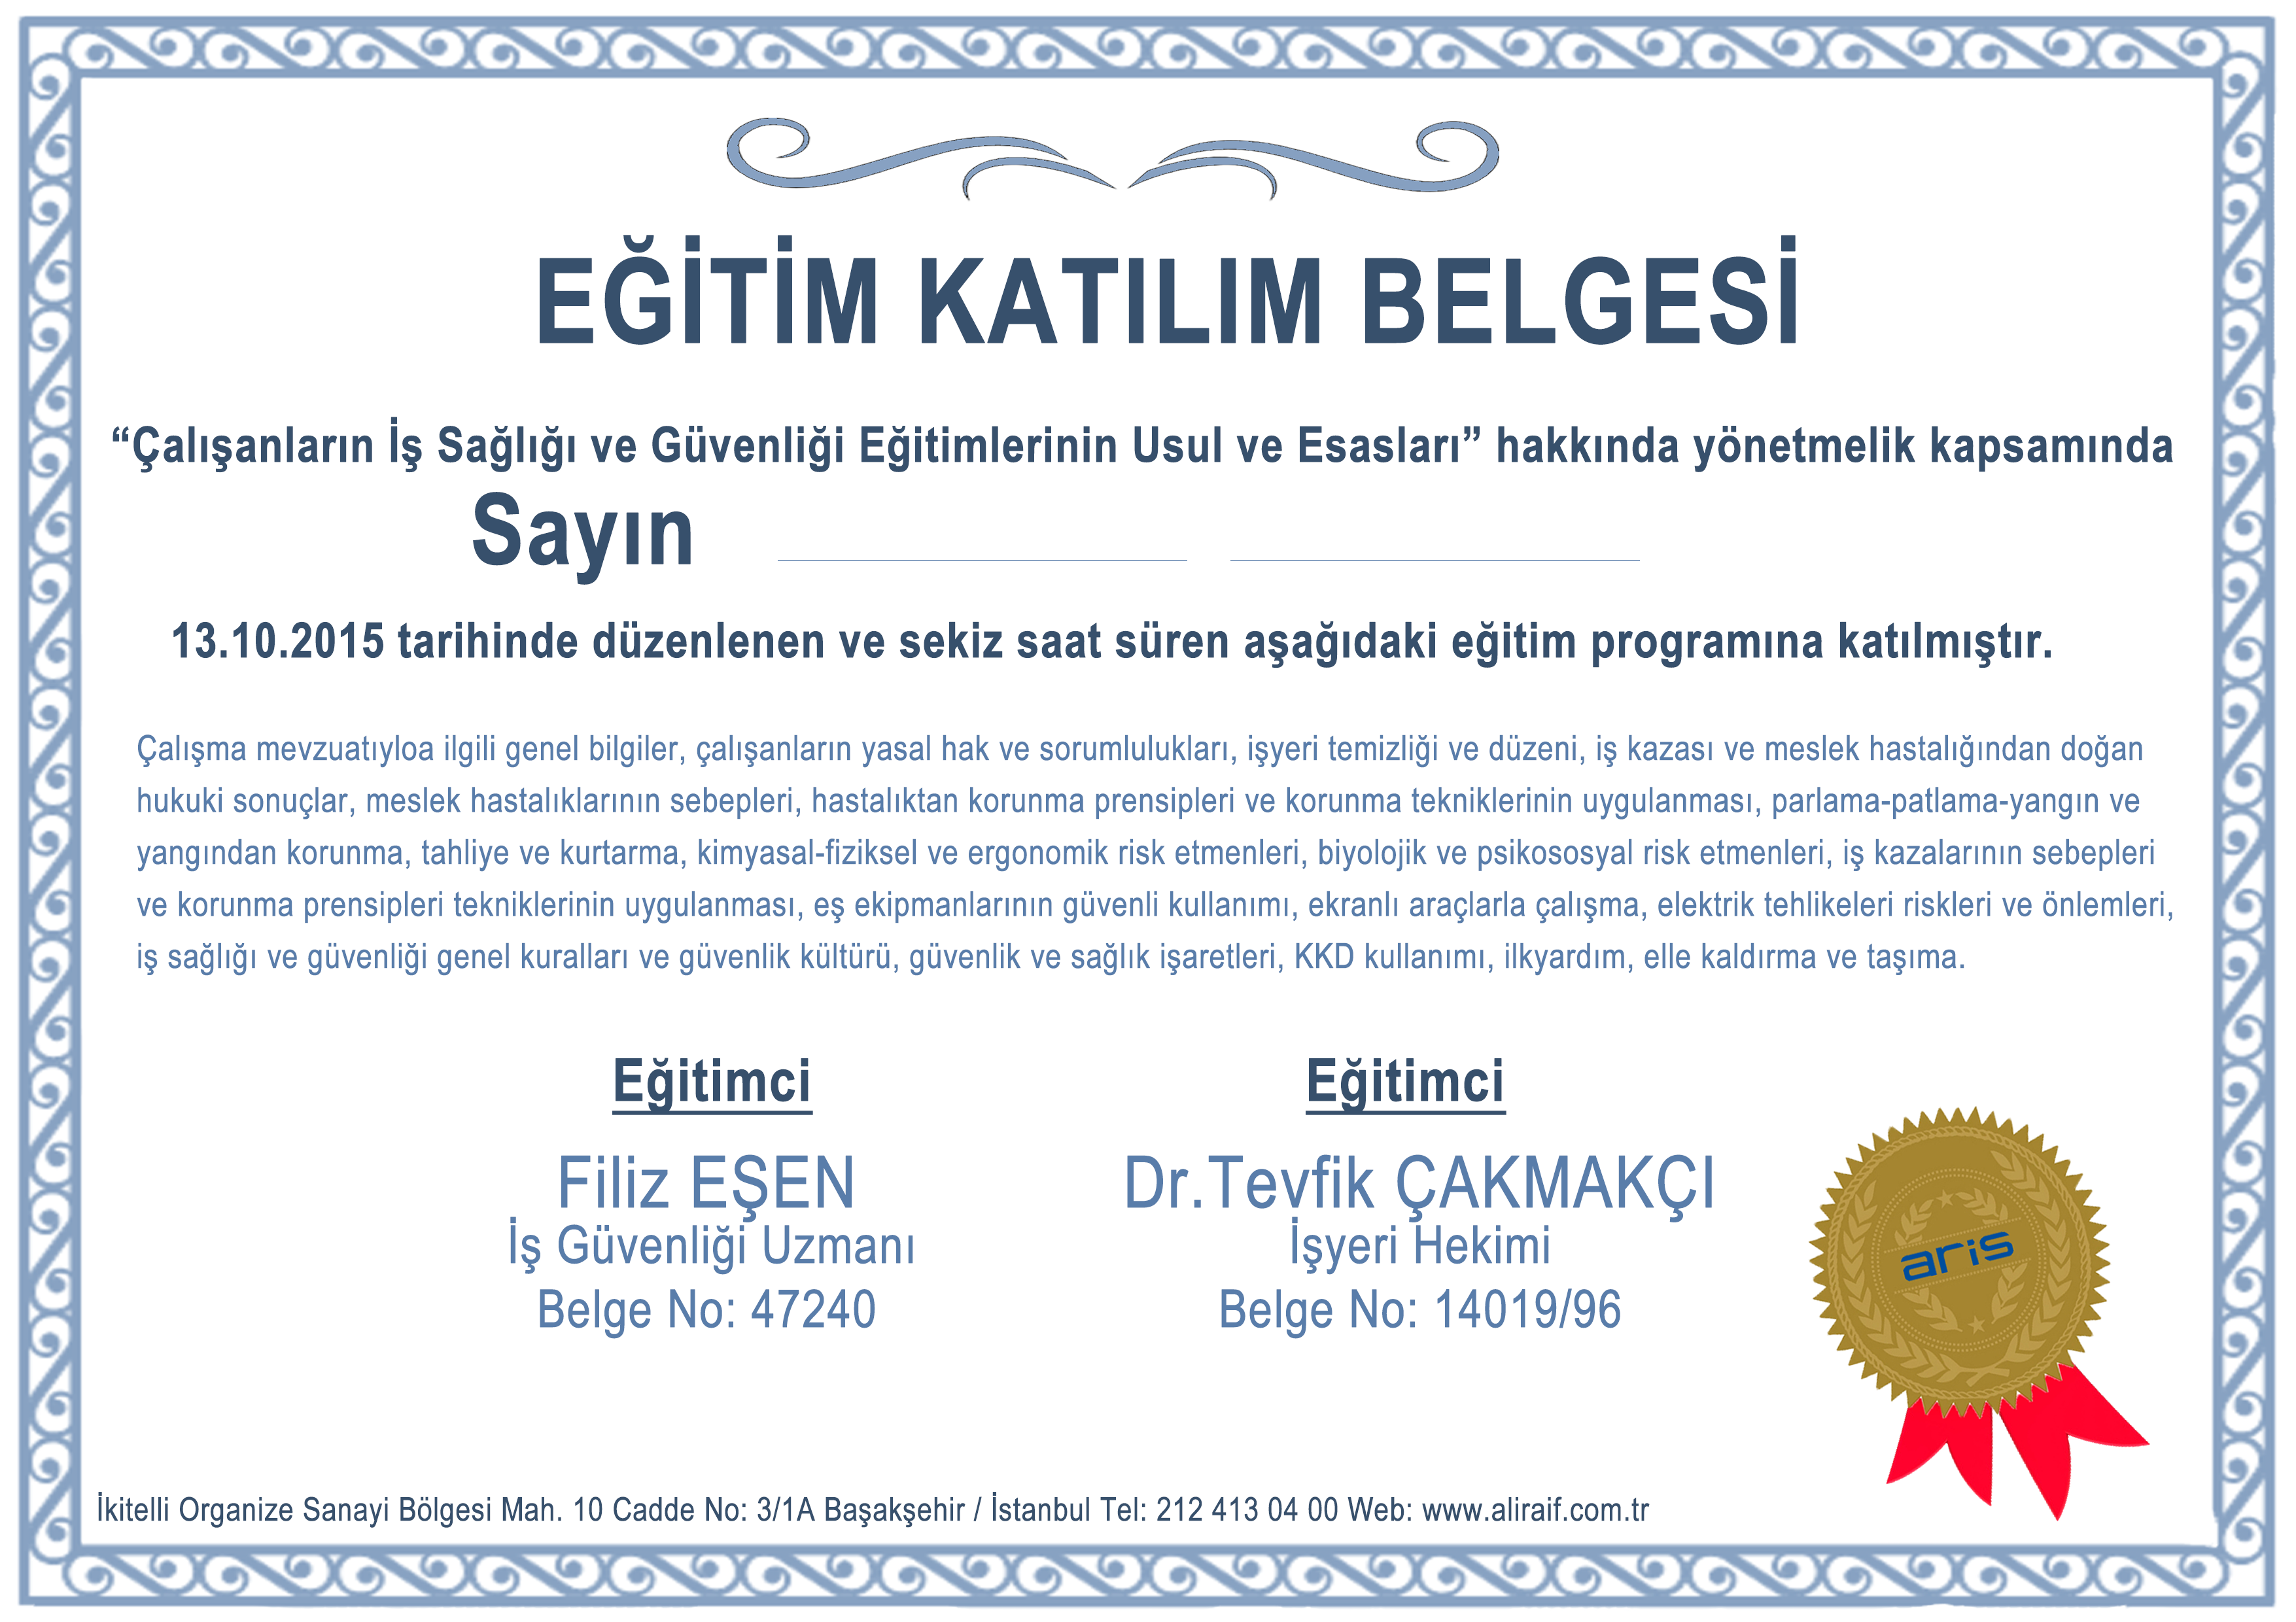 EĞİTİM KATILIM BELGESİ
“Çalışanların İş Sağlığı ve Güvenliği Eğitimlerinin Usul ve Esasları” hakkında yönetmelik kapsamında
Sayın
13.10.2015 tarihinde düzenlenen ve sekiz saat süren aşağıdaki eğitim programına katılmıştır.
Çalışma mevzuatıyloa ilgili genel bilgiler, çalışanların yasal hak ve sorumlulukları, işyeri temizliği ve düzeni, iş kazası ve meslek hastalığından doğan
hukuki sonuçlar, meslek hastalıklarının sebepleri, hastalıktan korunma prensipleri ve korunma tekniklerinin uygulanması, parlama-patlama-yangın ve
yangından korunma, tahliye ve kurtarma, kimyasal-fiziksel ve ergonomik risk etmenleri, biyolojik ve psikososyal risk etmenleri, iş kazalarının sebepleri
ve korunma prensipleri tekniklerinin uygulanması, eş ekipmanlarının güvenli kullanımı, ekranlı araçlarla çalışma, elektrik tehlikeleri riskleri ve önlemleri,
iş sağlığı ve güvenliği genel kuralları ve güvenlik kültürü, güvenlik ve sağlık işaretleri, KKD kullanımı, ilkyardım, elle kaldırma ve taşıma.
Eğitimci
Filiz EŞEN
İş Güvenliği Uzmanı
Belge No: 47240
Eğitimci
Dr.Tevfik ÇAKMAKÇI
İşyeri Hekimi
Belge No: 14019/96
aris
İkitelli Organize Sanayi Bölgesi Mah. 10 Cadde No: 3/1A Başakşehir / İstanbul Tel: 212 413 04 00 Web: www.aliraif.com.tr